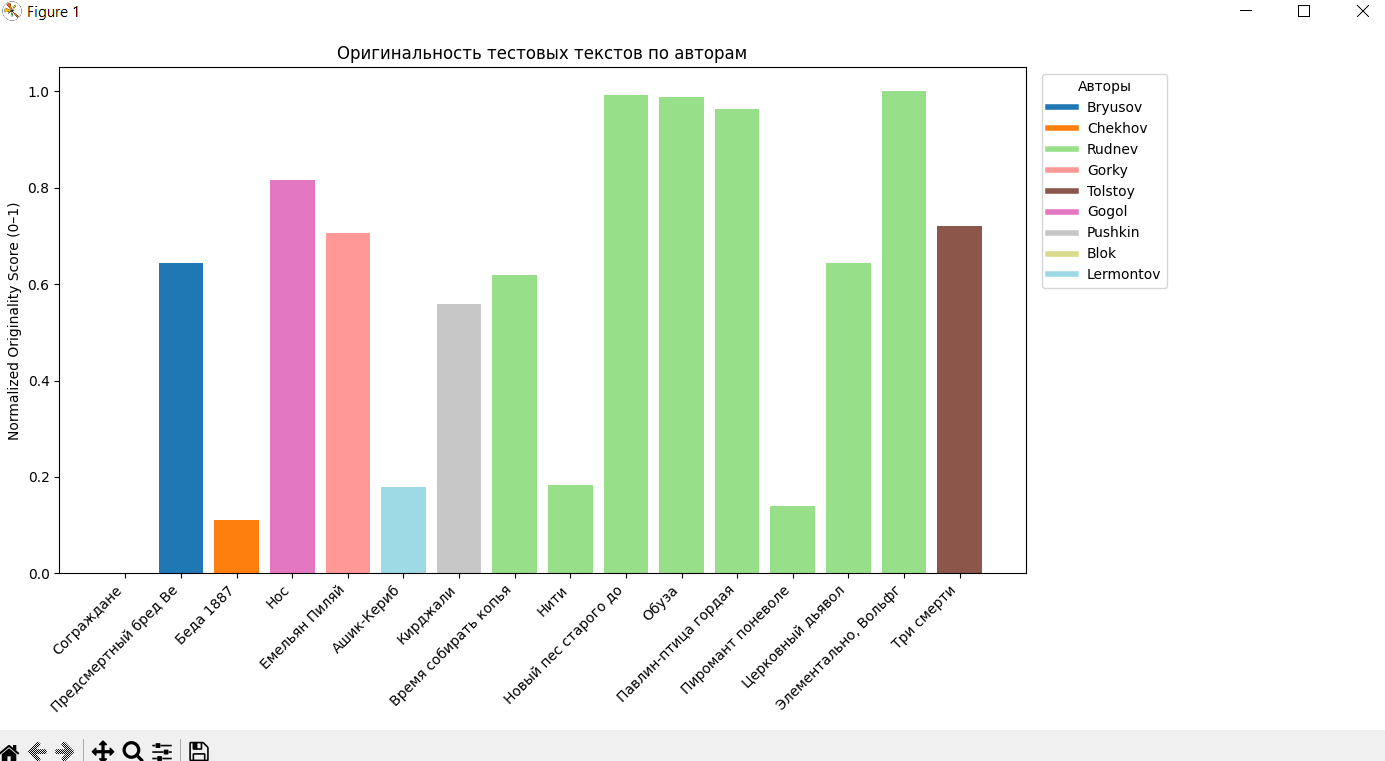 Figure 1
Оригинальность тестовых текстов по авторам
Normalized Originality Score (0–1)
1.0
0.8
0.6
0.4
0.2
0.0
Сограждане
Предсмертный бред Ве
Беда 1887
Нос
Емельян Пиляй
Ашик-Кериб
Кирджали
Время собирать копья
Нити
Новый пес старого до
Обуза
Павлин-птица гордая
Пиромант поневоле
Церковный дьявол
Элементально, Вольфг
Три смерти
Авторы
Bryusov
Chekhov
Rudnev
Gorky
Tolstoy
Gogol
Pushkin
Blok
Lermontov